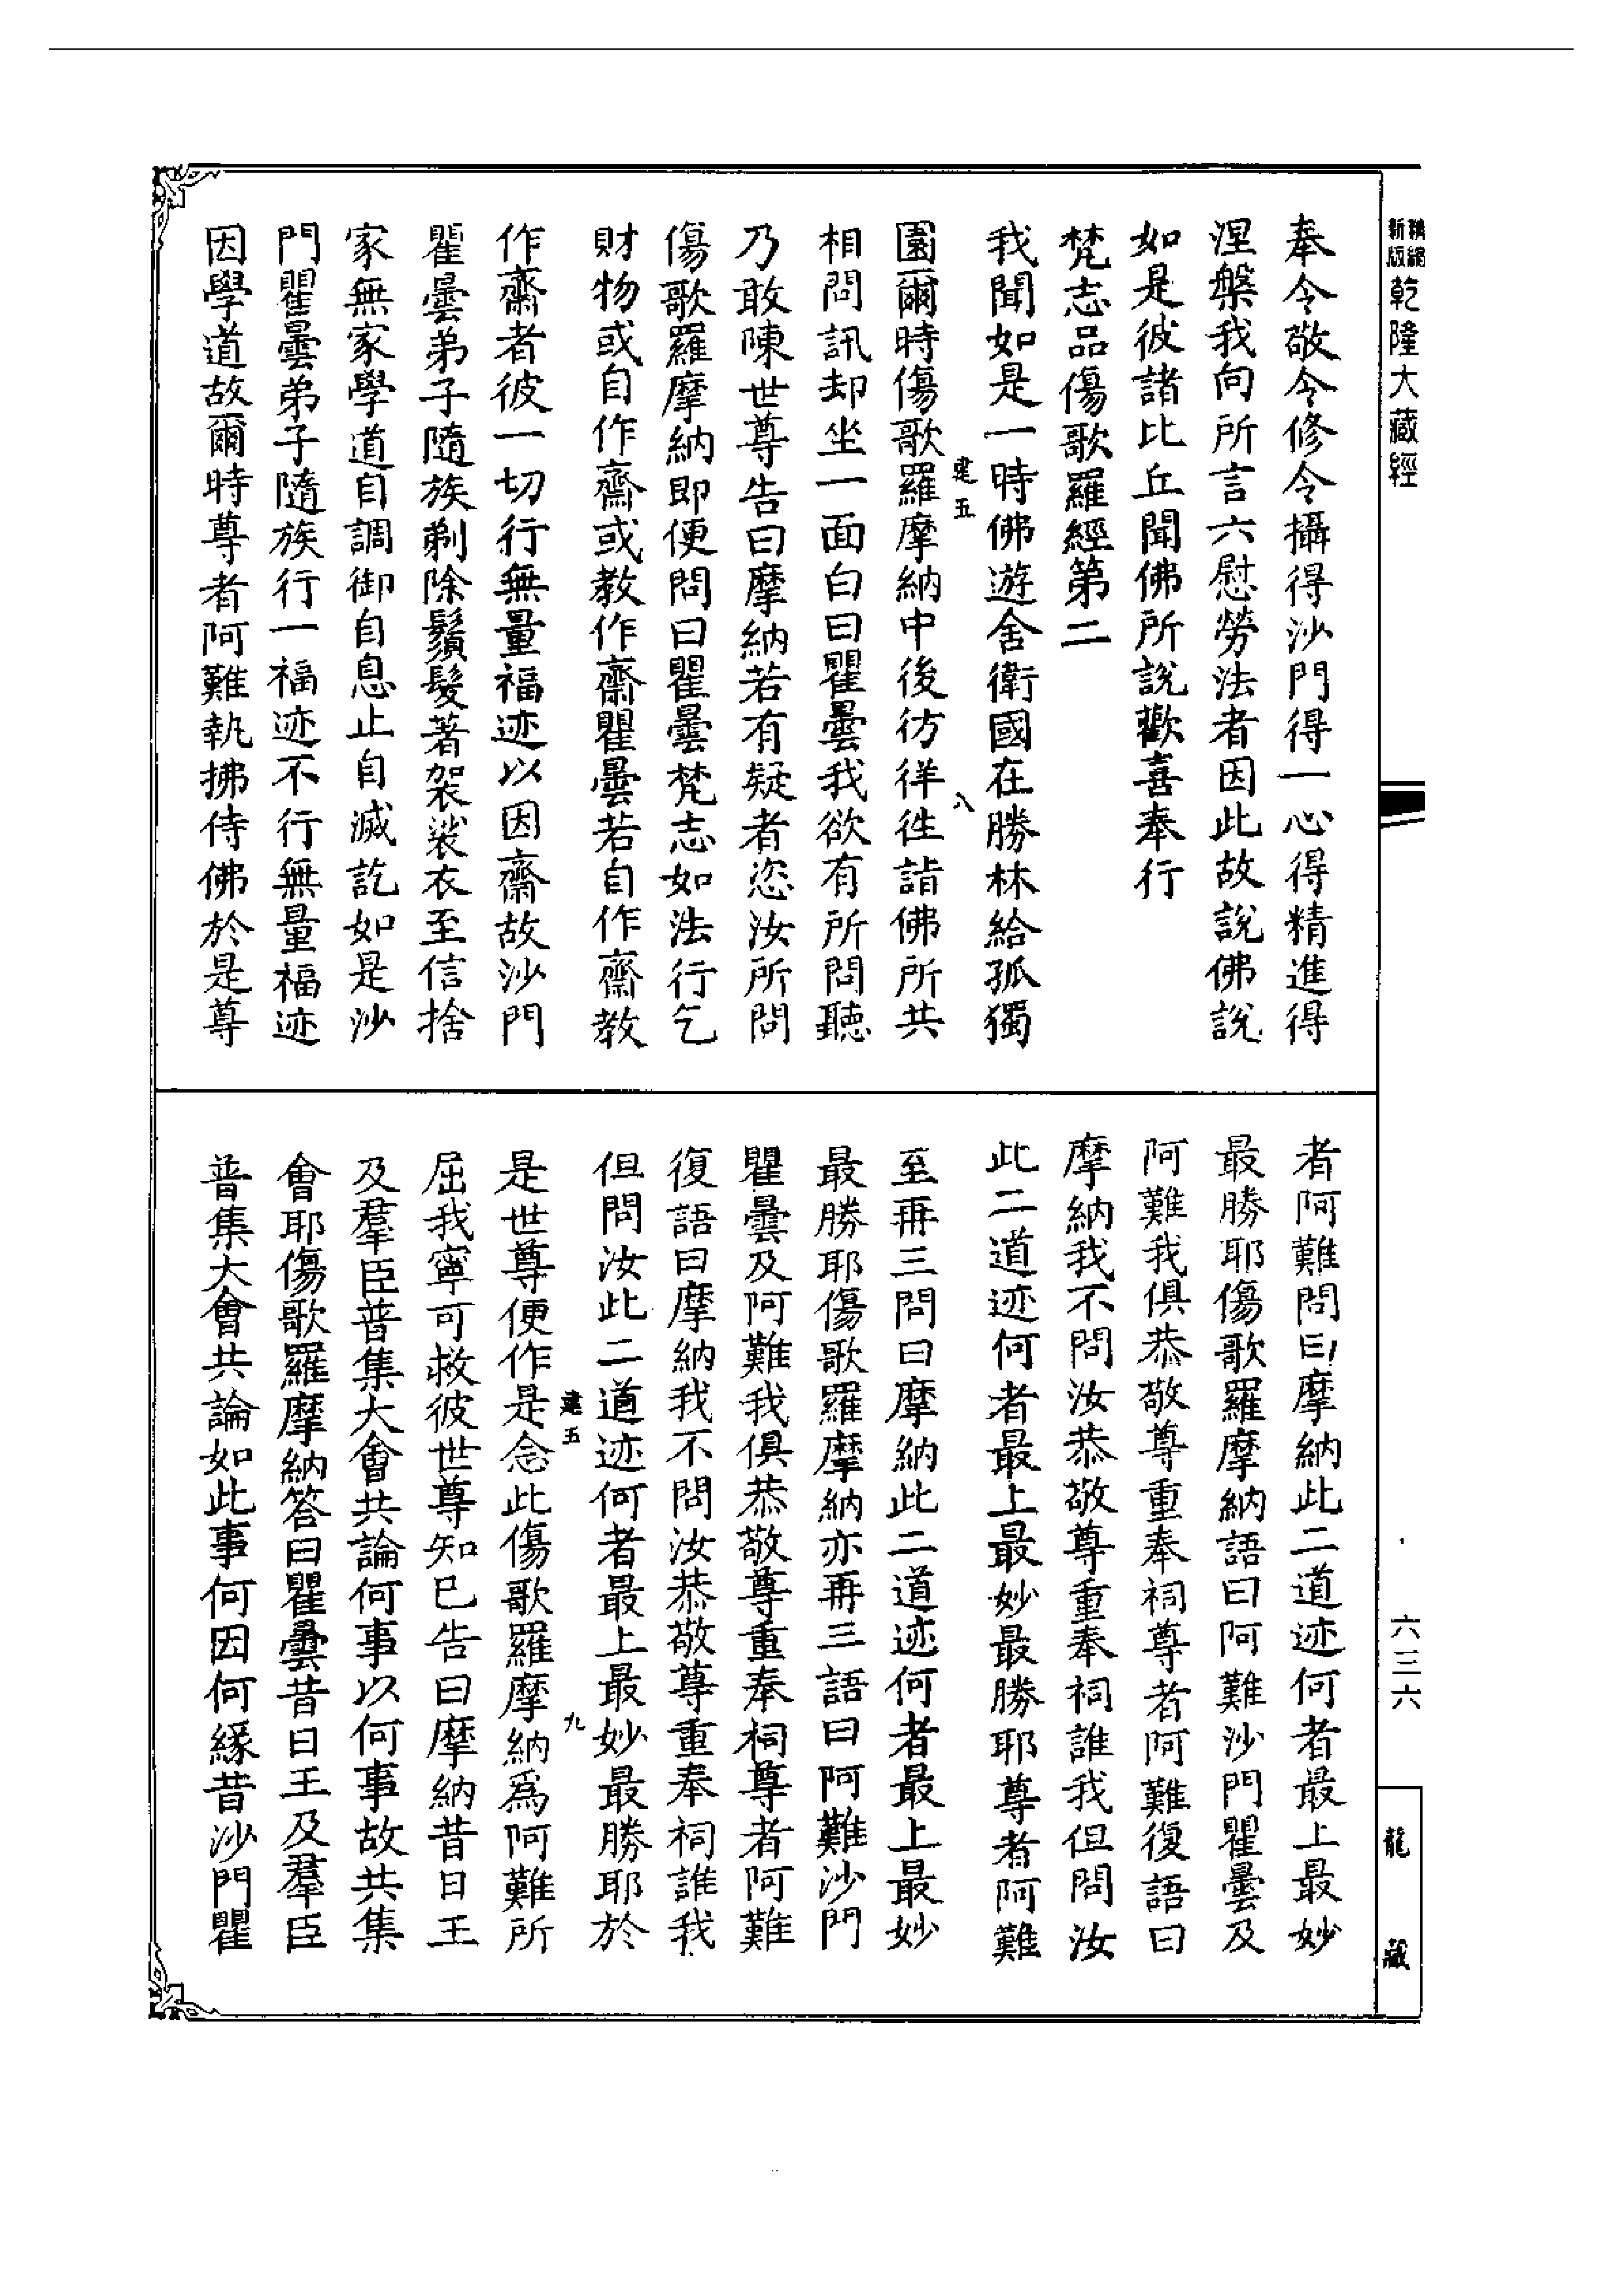 精縮
新版
乾隆大藏經
奉令敬令修令攝得沙門得一心得精進得
涅槃我向所言六慰勞法者因此故說佛說
如是彼諸比丘聞佛所說歡喜奉行
梵志品傷歌羅經第二
我聞如是一時佛遊舍衛國在勝林給孤獨
建五
八
園爾時傷歌羅摩納中後彷徉往詣佛所共
相問訊却坐一面白曰瞿曇我欲有所問聽
乃敢陳世尊告曰摩納若有疑者恣汝所問
傷歌羅摩納即便問曰瞿曇梵志如法行乞
財物或自作齋或教作齋瞿曇若自作齋教
作齋者彼一切行無量福迹以因齋故沙門
瞿曇弟子隨族剃除鬚髮著袈裟衣至信捨
家無家學道自調御自息止自滅訖如是沙
門瞿曇弟子隨族行一福迹不行無量福迹
因學道故爾時尊者阿難執拂侍佛於是尊
者阿難問曰摩納此二道迹何者最上最妙
最勝耶傷歌羅摩納語曰阿難沙門瞿曇及
阿難我俱恭敬尊重奉祠尊者阿難復語曰
摩納我不問汝恭敬尊重奉祠誰我但問汝
此二道迹何者最上最妙最勝耶尊者阿難
至再三問曰摩納此二道迹何者最上最妙
最勝耶傷歌羅摩納亦再三語曰阿難沙門
瞿曇及阿難我俱恭敬尊重奉祠尊者阿難
復語曰摩納我不問汝恭敬尊重奉祠誰我
但問汝此二道迹何者最上最妙最勝耶於
建五
九
是世尊便作是念此傷歌羅摩納爲阿難所
屈我寧可救彼世尊知已告曰摩納昔日王
及羣臣普集大會共論何事以何事故共集
會耶傷歌羅摩納答曰瞿曇昔日王及羣臣
普集大會共論如此事何因何緣昔沙門瞿
六三六
龍藏